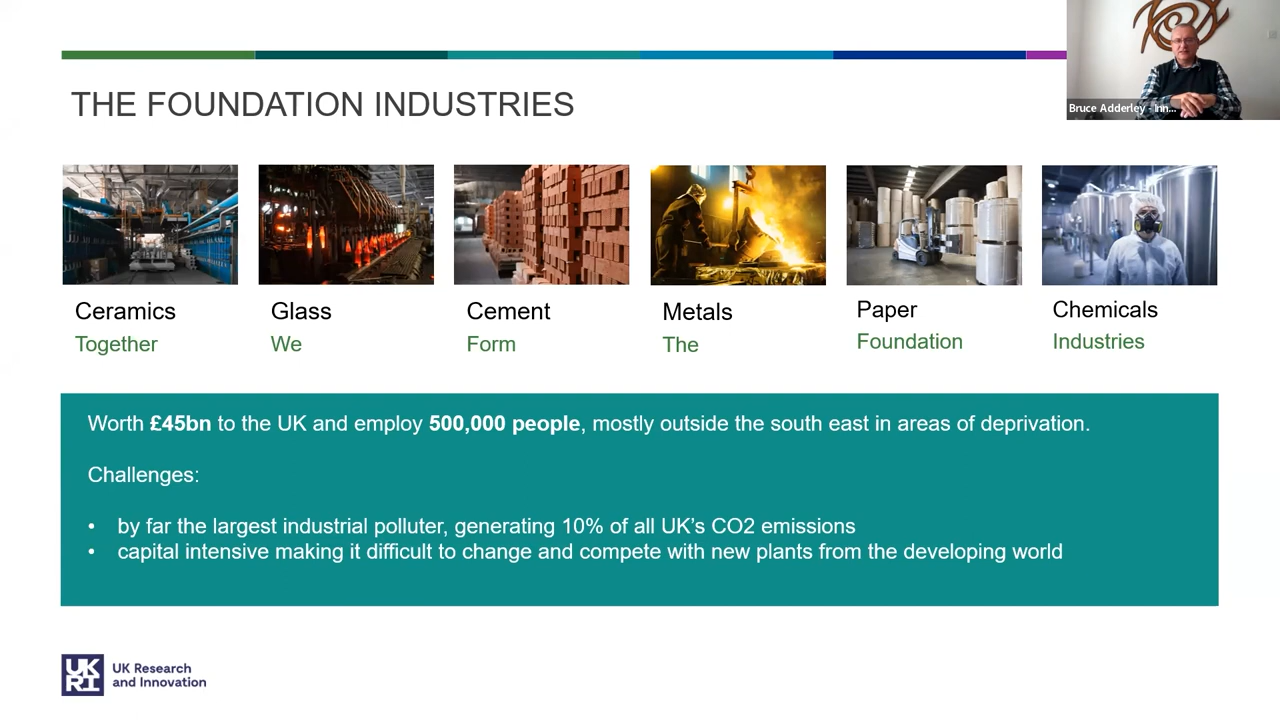 Bruce Adderley - Inn...
THE FOUNDATION INDUSTRIES
Ceramics
Together
Glass
We
Cement
Form
Metals
The
Paper
Foundation
Chemicals
Industries
Worth £45bn to the UK and employ 500,000 people, mostly outside the south east in areas of deprivation.
Challenges:
• by far the largest industrial polluter, generating 10% of all UK's CO2 emissions
• capital intensive making it difficult to change and compete with new plants from the developing world
UK
RI
UK Research
and Innovation